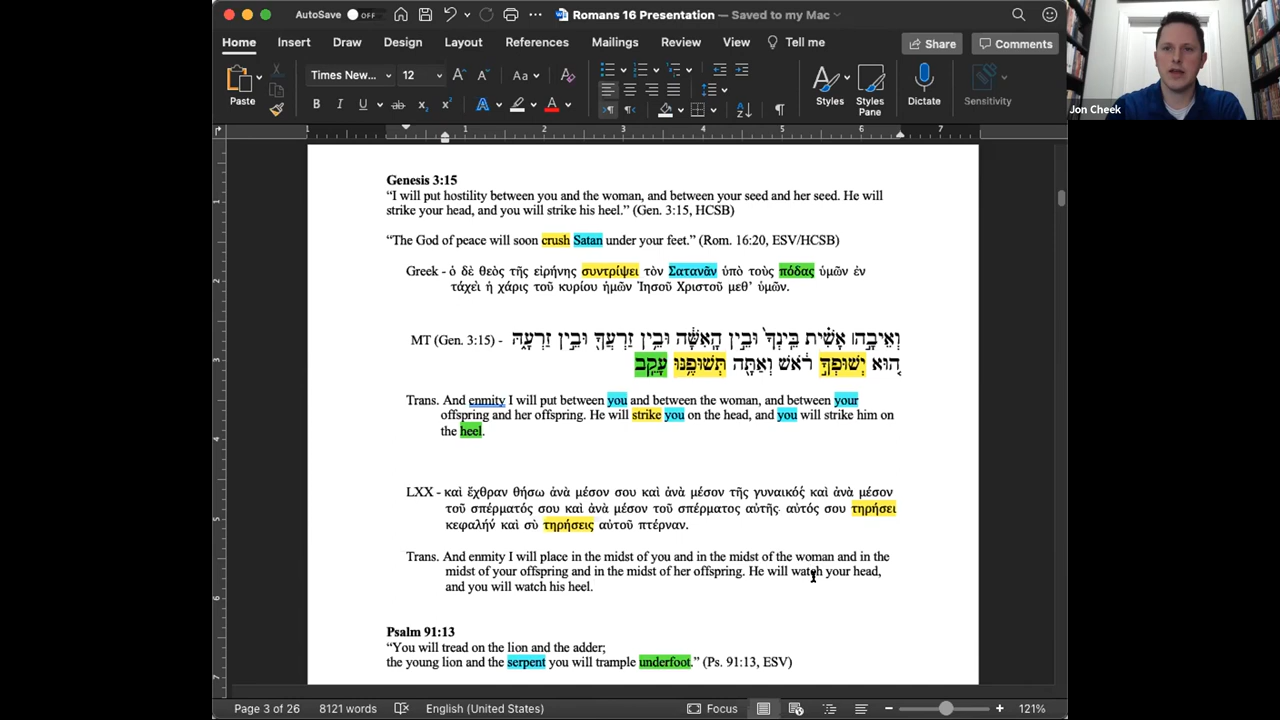 AutoSave OFF
Romans 16 Presentation — Saved to my Mac
Home Insert Draw Design Layout References Mailings Review View Tell me Share Comments
Times New... 12
Paste Styles Styles Pane Dictate Sensitivity
Jon Cheek
Genesis 3:15
“I will put hostility between you and the woman, and between your seed and her seed. He will
strike your head, and you will strike his heel.” (Gen. 3:15, HCSB)
“The God of peace will soon crush Satan under your feet.” (Rom. 16:20, ESV/HCSB)
Greek - ὁ δὲ θεὸς τῆς εἰρήνης συντρίψει τὸν Σατανᾶν ὑπὸ τοὺς πόδας ὑμῶν ἐν
τάχει ἡ χάρις τοῦ κυρίου ἡμῶν Ἰησοῦ Χριστοῦ μεθ’ ὑμῶν.
MT (Gen. 3:15) - וְאֵיבָ֣ה׀ אָשִׁ֗ית בֵּֽינְךָ֙ וּבֵ֣ין הָֽאִשָּׁ֔ה וּבֵ֥ין זַרְעֲךָ֖ וּבֵ֣ין זַרְעָ֑הּ
ה֚וּא יְשׁוּפְךָ֣ רֹ֔אשׁ וְאַתָּ֖ה תְּשׁוּפֶ֥נּוּ עָקֵֽב
Trans. And enmity I will put between you and between the woman, and between your
offspring and her offspring. He will strike you on the head, and you will strike him on
the heel.
LXX - καὶ ἔχθραν θήσω ἀνὰ μέσον σου καὶ ἀνὰ μέσον τῆς γυναικός καὶ ἀνὰ μέσον
τοῦ σπέρματός σου καὶ ἀνὰ μέσον τοῦ σπέρματος αὐτῆς· αὐτός σου τηρήσει
κεφαλήν καὶ σὺ τηρήσεις αὐτοῦ πτέρναν.
Trans. And enmity I will place in the midst of you and in the midst of the woman and in the
midst of your offspring and in the midst of her offspring. He will watch your head,
and you will watch his heel.
Psalm 91:13
“You will tread on the lion and the adder;
the young lion and the serpent you will trample underfoot.” (Ps. 91:13, ESV)
Page 3 of 26 8121 words English (United States) Focus 121%